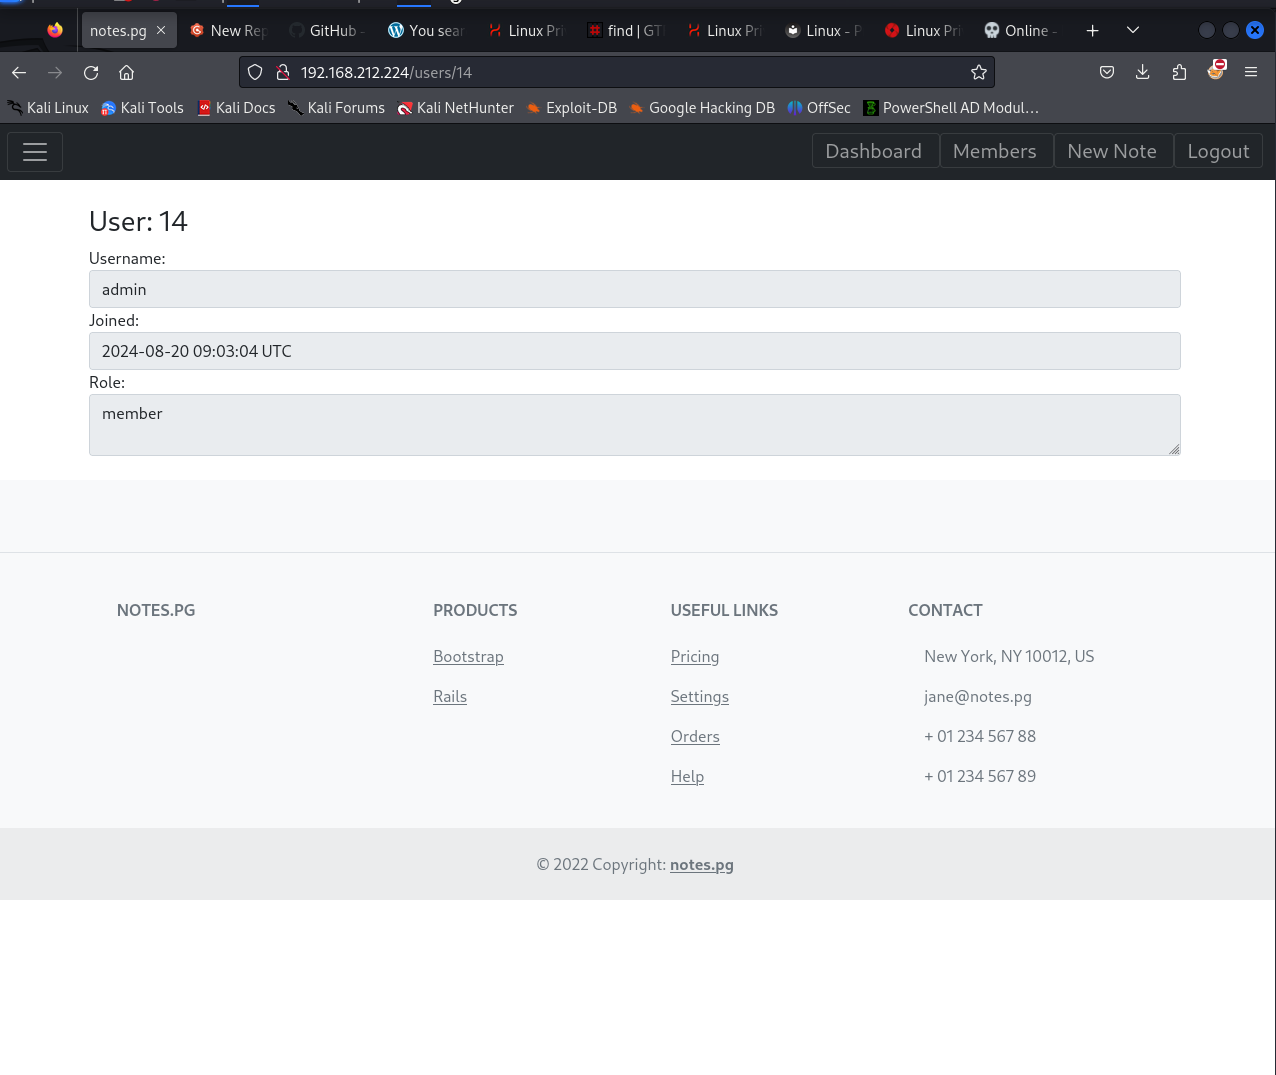 notes.pg
New Rep
GitHub -
You sear
Linux Pri
find | GT
Linux Pri
Linux - P
Linux Pri
Online -
192.168.212.224/users/14
Kali Linux
Kali Tools
Kali Docs
Kali Forums
Kali NetHunter
Exploit-DB
Google Hacking DB
OffSec
PowerShell AD Modul…
Dashboard
Members
New Note
Logout
User: 14
Username:
admin
Joined:
2024-08-20 09:03:04 UTC
Role:
member
NOTES.PG
PRODUCTS
Bootstrap
Rails
USEFUL LINKS
Pricing
Settings
Orders
Help
CONTACT
New York, NY 10012, US
jane@notes.pg
+ 01 234 567 88
+ 01 234 567 89
© 2022 Copyright: notes.pg